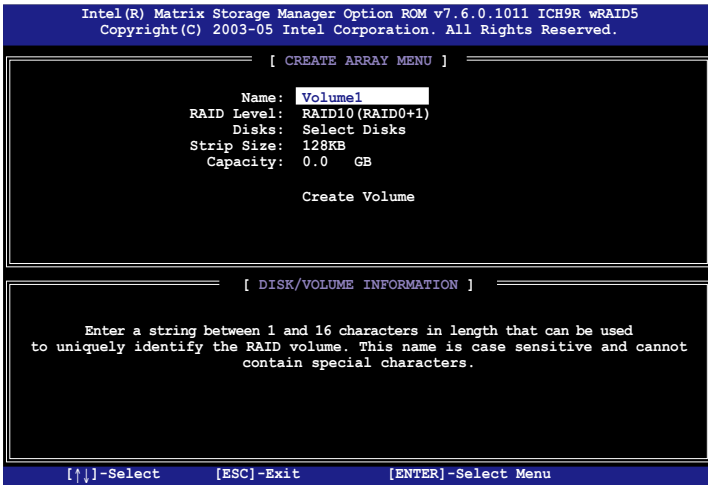 Intel(R) Matrix Storage Manager Option ROM v7.6.0.1011 ICH9R wRAID5
Copyright(C) 2003-05 Intel Corporation. All Rights Reserved.
[ CREATE ARRAY MENU ]
Name: Volume1
RAID Level: RAID10(RAID0+1)
Disks: Select Disks
Strip Size: 128KB
Capacity: 0.0 GB
Create Volume
[ DISK/VOLUME INFORMATION ]
Enter a string between 1 and 16 characters in length that can be used
to uniquely identify the RAID volume. This name is case sensitive and cannot
contain special characters.
[↑↓]-Select [ESC]-Exit [ENTER]-Select Menu